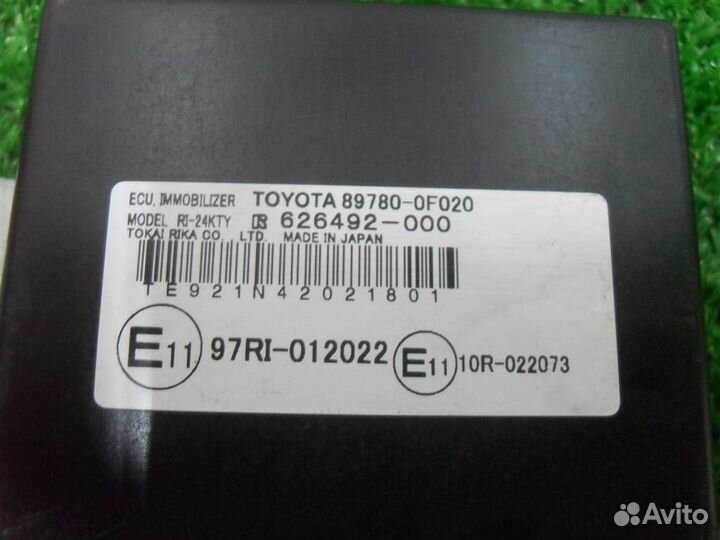 ECU, IMMOBILIZER TOYOTA 89780-0F020
MODEL RI-24KTY 626492-000
TOKAI RIKA CO., LTD. MADE IN JAPAN
TE921N42021801
E11 97RI-012022 E11 10R-022073
Avito